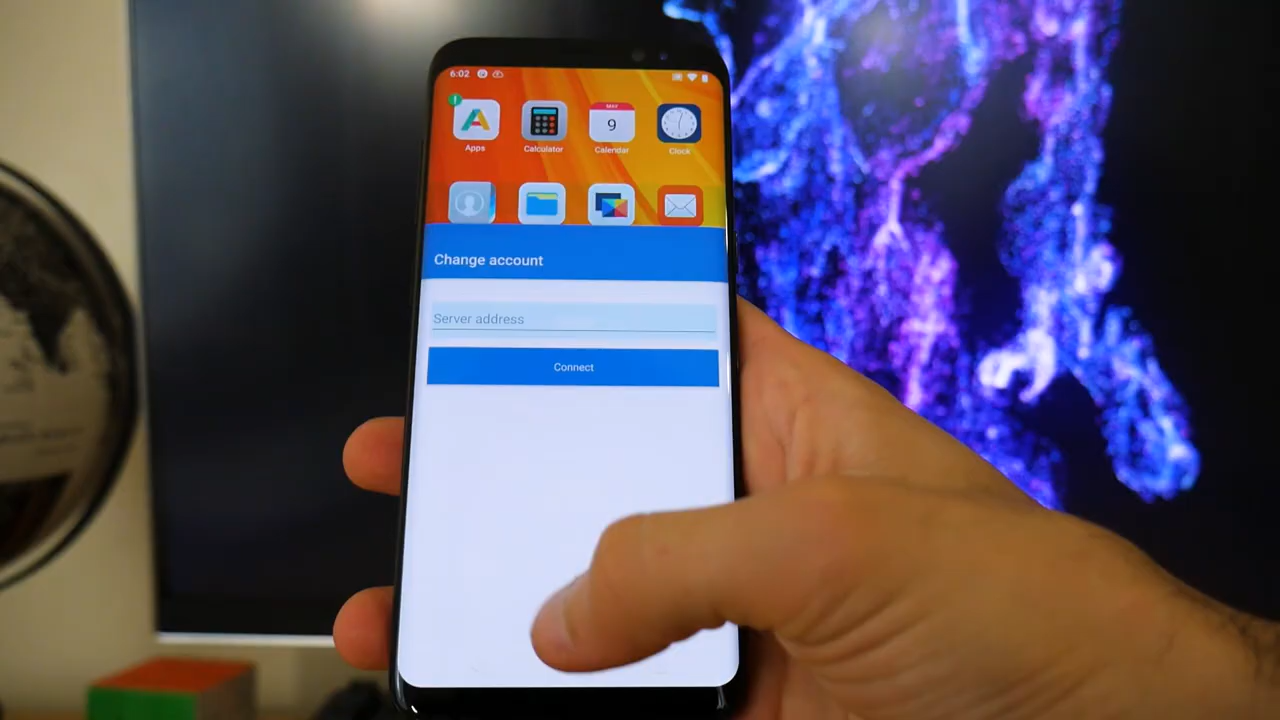 6:02
Apps
Calculator
MAY
9
Calendar
Clock
Change account
Server address
Connect